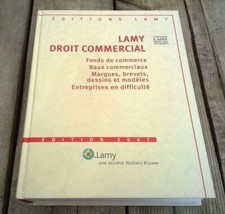 ÉDITIONS LAMY
LAMY
DROIT COMMERCIAL
Fonds de commerce
Baux commerciaux
Marques, brevets,
dessins et modèles
Entreprises en difficulté
ÉDITION 2007
Lamy
une société Wolters Kluwer